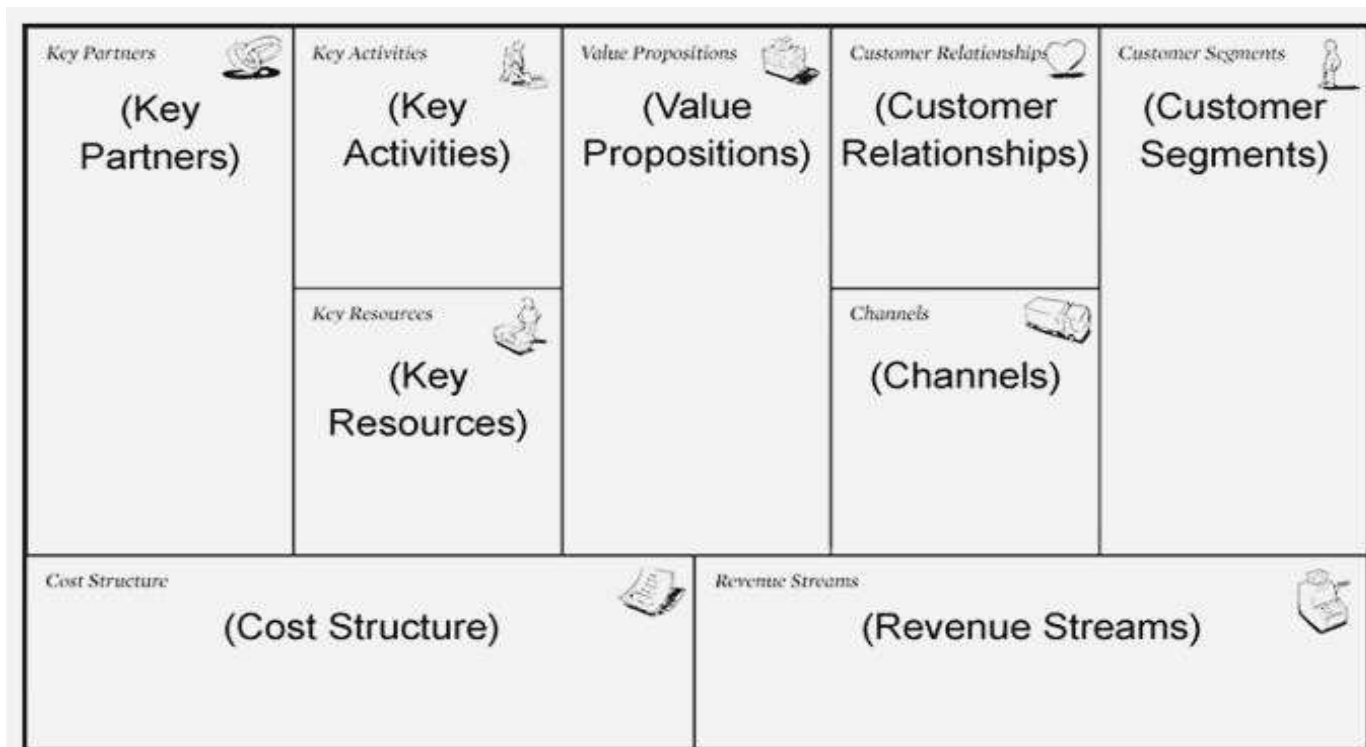 Key Partners
(Key
Partners)
Key Activities
(Key
Activities)
Key Resources
(Key
Resources)
Value Propositions
(Value
Propositions)
Customer Relationships
(Customer
Relationships)
Channels
(Channels)
Customer Segments
(Customer
Segments)
Cost Structure
(Cost Structure)
Revenue Streams
(Revenue Streams)